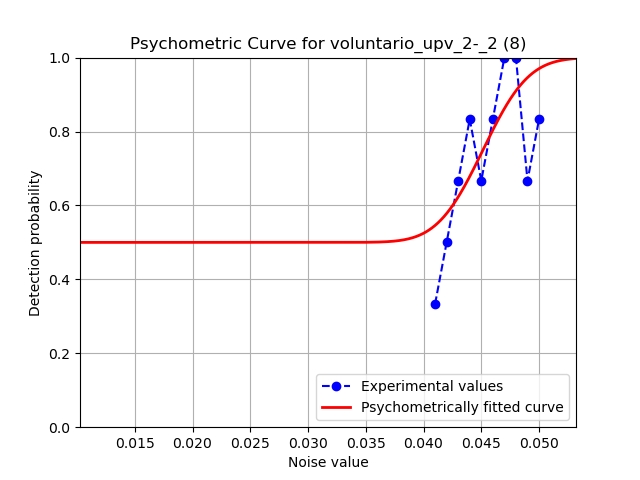 Psychometric Curve for voluntario_upv_2-_2 (8)
1.0
0.8
0.6
0.4
0.2
0.0
Detection probability
0.015 0.020 0.025 0.030 0.035 0.040 0.045 0.050
Noise value
Experimental values
Psychometrically fitted curve